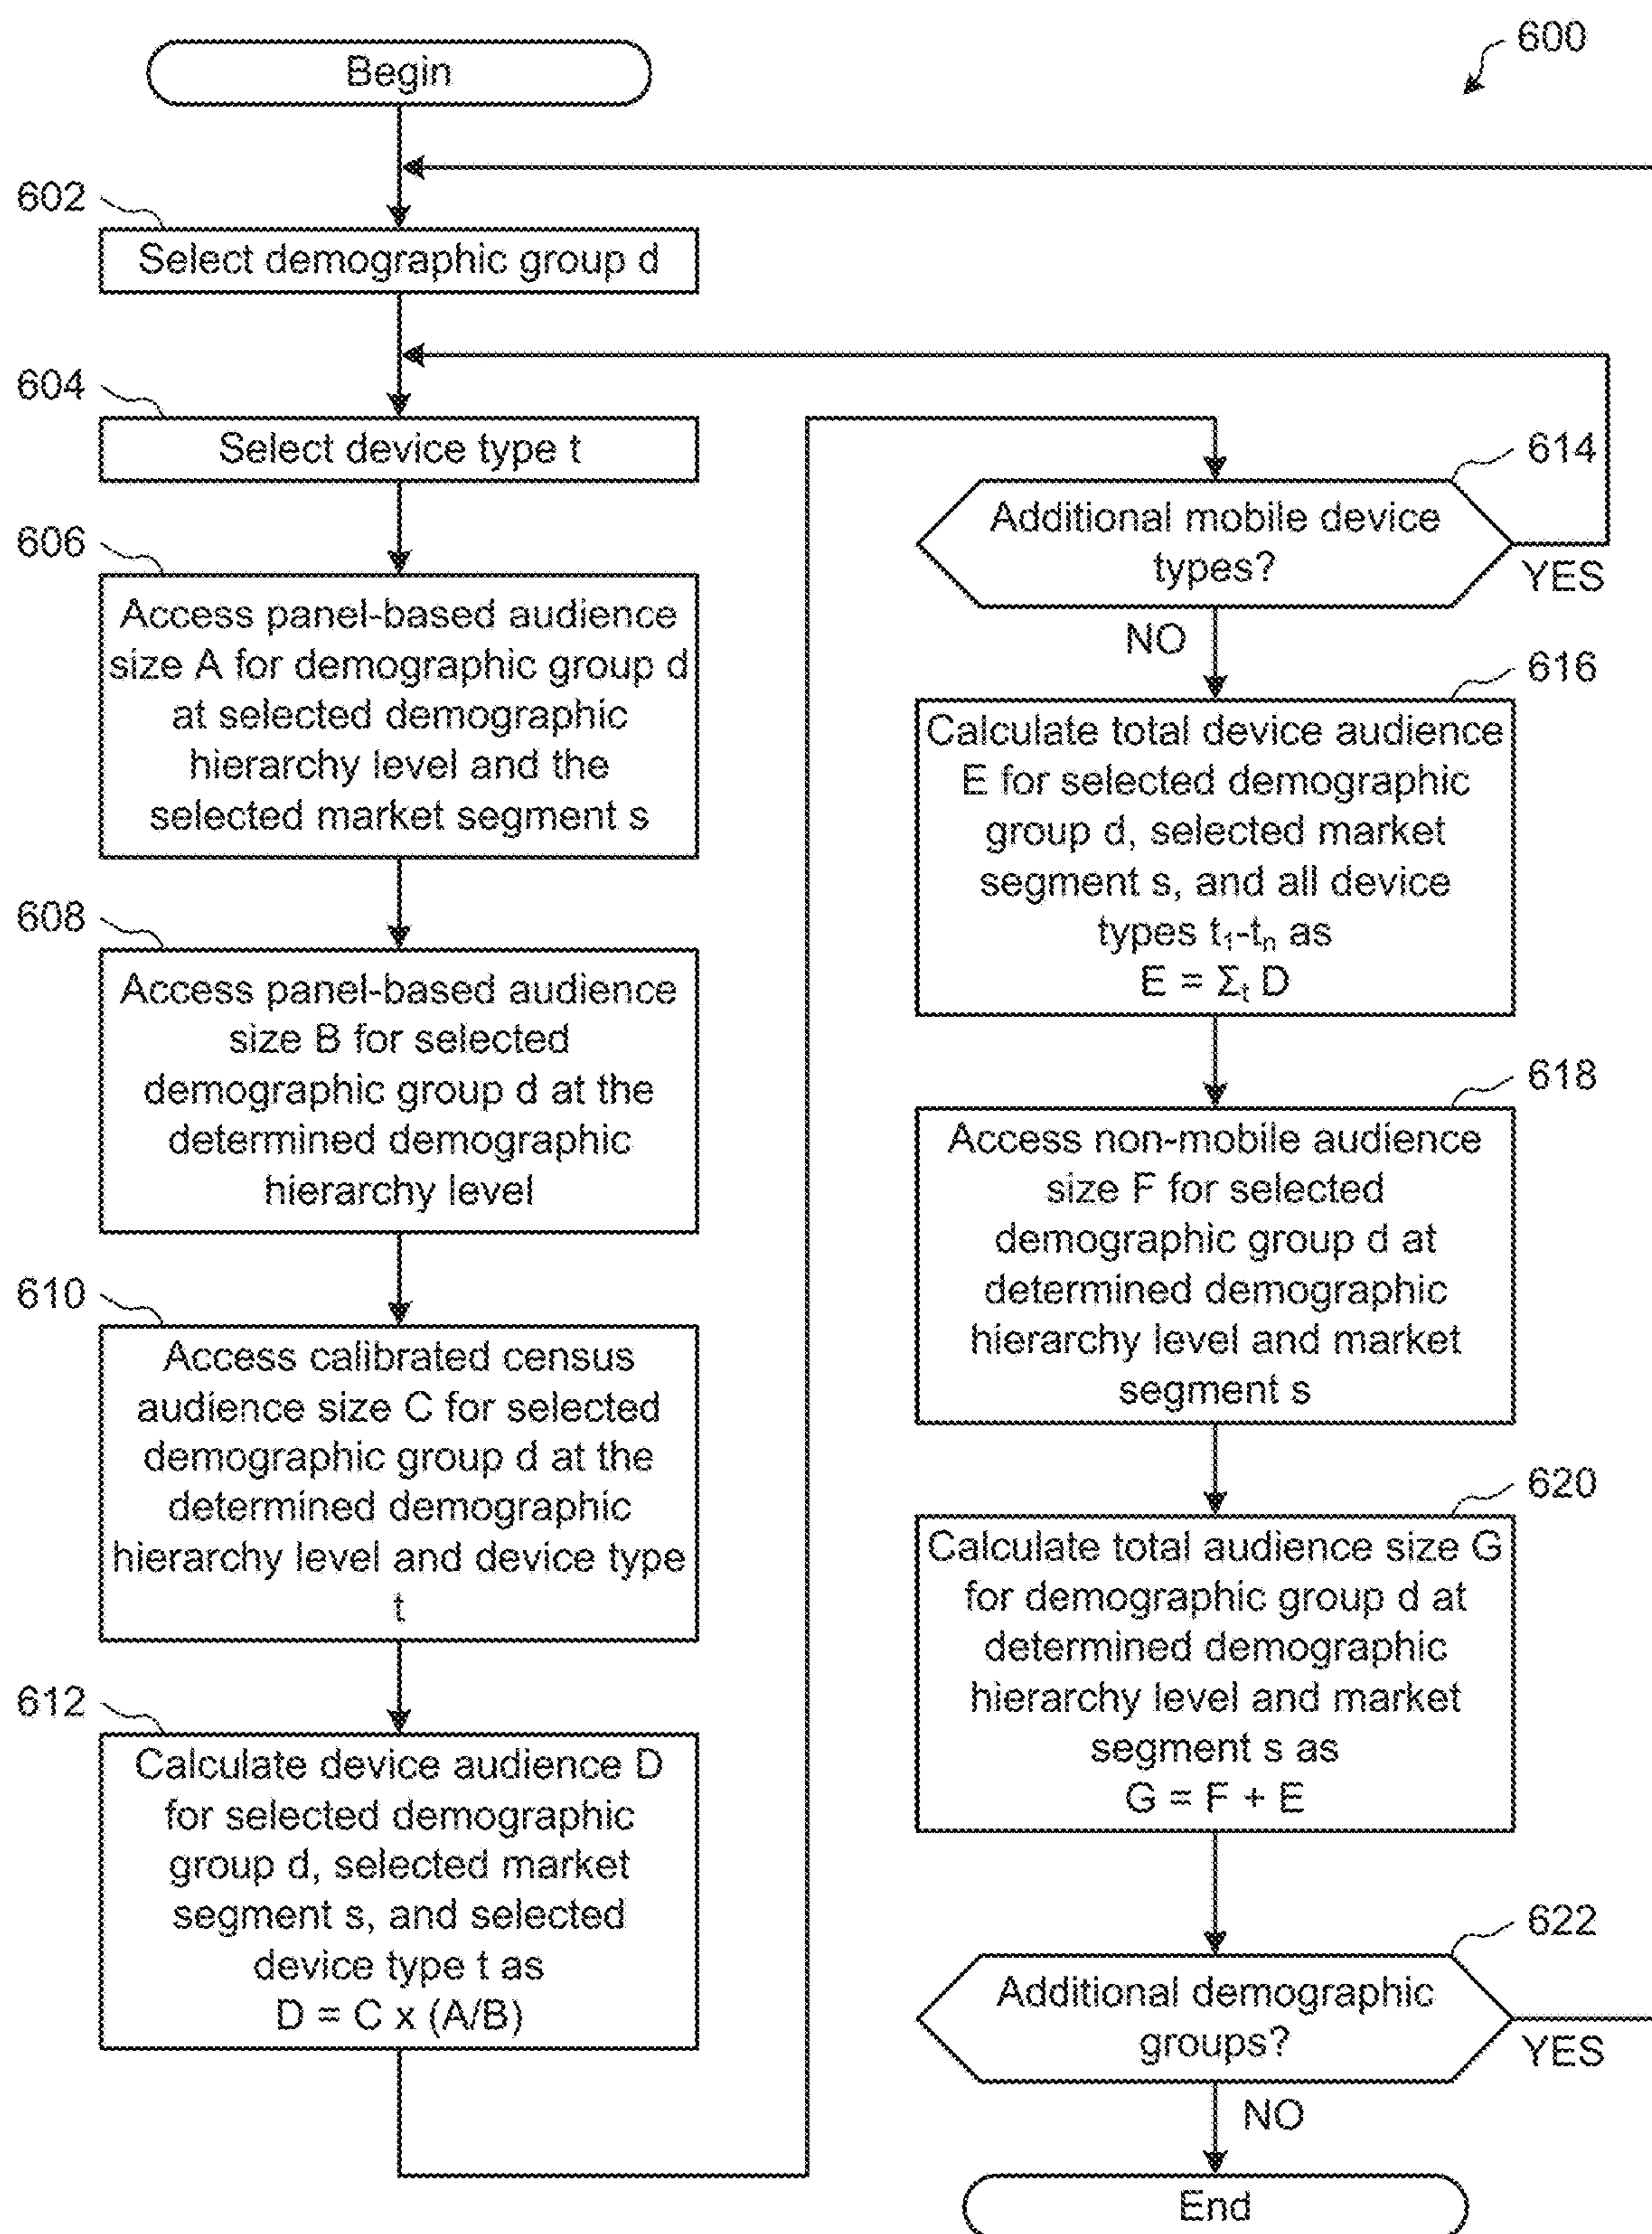 600
Begin
602
Select demographic group d
604
Select device type t
606
Access panel-based audience
size A for demographic group d
at selected demographic
hierarchy level and the
selected market segment s
608
Access panel-based audience
size B for selected
demographic group d at the
determined demographic
hierarchy level
610
Access calibrated census
audience size C for selected
demographic group d at the
determined demographic
hierarchy level and device type
t
612
Calculate device audience D
for selected demographic
group d, selected market
segment s, and selected
device type t as
D = C x (A/B)
614
Additional mobile device
types?
YES
NO
616
Calculate total device audience
E for selected demographic
group d, selected market
segment s, and all device
types t₁-tₙ as
E = Σₜ D
618
Access non-mobile audience
size F for selected
demographic group d at
determined demographic
hierarchy level and market
segment s
620
Calculate total audience size G
for demographic group d at
determined demographic
hierarchy level and market
segment s as
G = F + E
622
Additional demographic
groups?
YES
NO
End